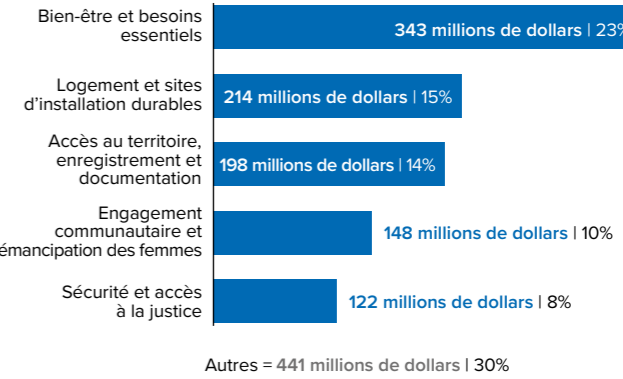 Bien-être et besoins
essentiels
343 millions de dollars | 23%
Logement et sites
d'installation durables
214 millions de dollars | 15%
Accès au territoire,
enregistrement et
documentation
198 millions de dollars | 14%
Engagement
communautaire et
émancipation des femmes
148 millions de dollars | 10%
Sécurité et accès
à la justice
122 millions de dollars | 8%
Autres = 441 millions de dollars | 30%